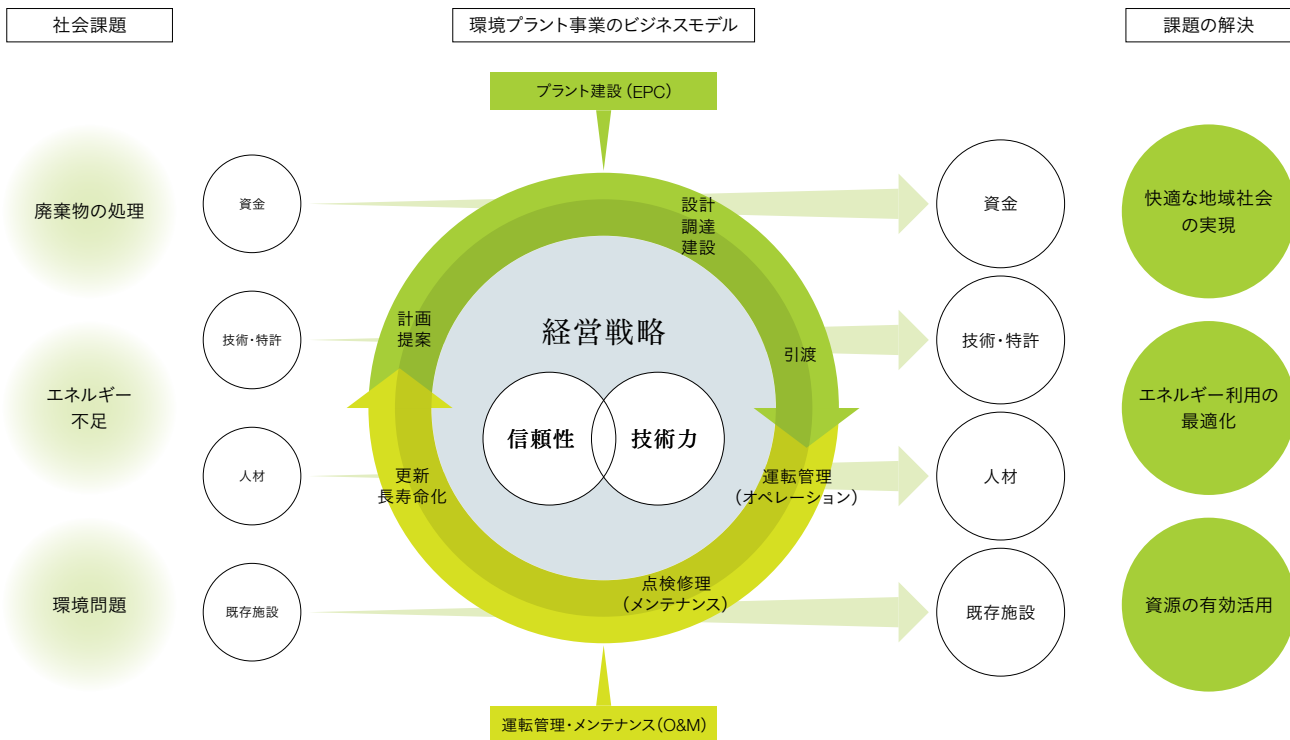 社会課題
環境プラント事業のビジネスモデル
課題の解決
プラント建設(EPC)
廃棄物の処理
エネルギー
不足
環境問題
資金
技術・特許
人材
既存施設
設計
調達
建設
計画
提案
引渡
経営戦略
信頼性
技術力
更新
長寿命化
運転管理
(オペレーション)
点検修理
(メンテナンス)
運転管理・メンテナンス(O&M)
資金
技術・特許
人材
既存施設
快適な地域社会
の実現
エネルギー利用の
最適化
資源の有効活用